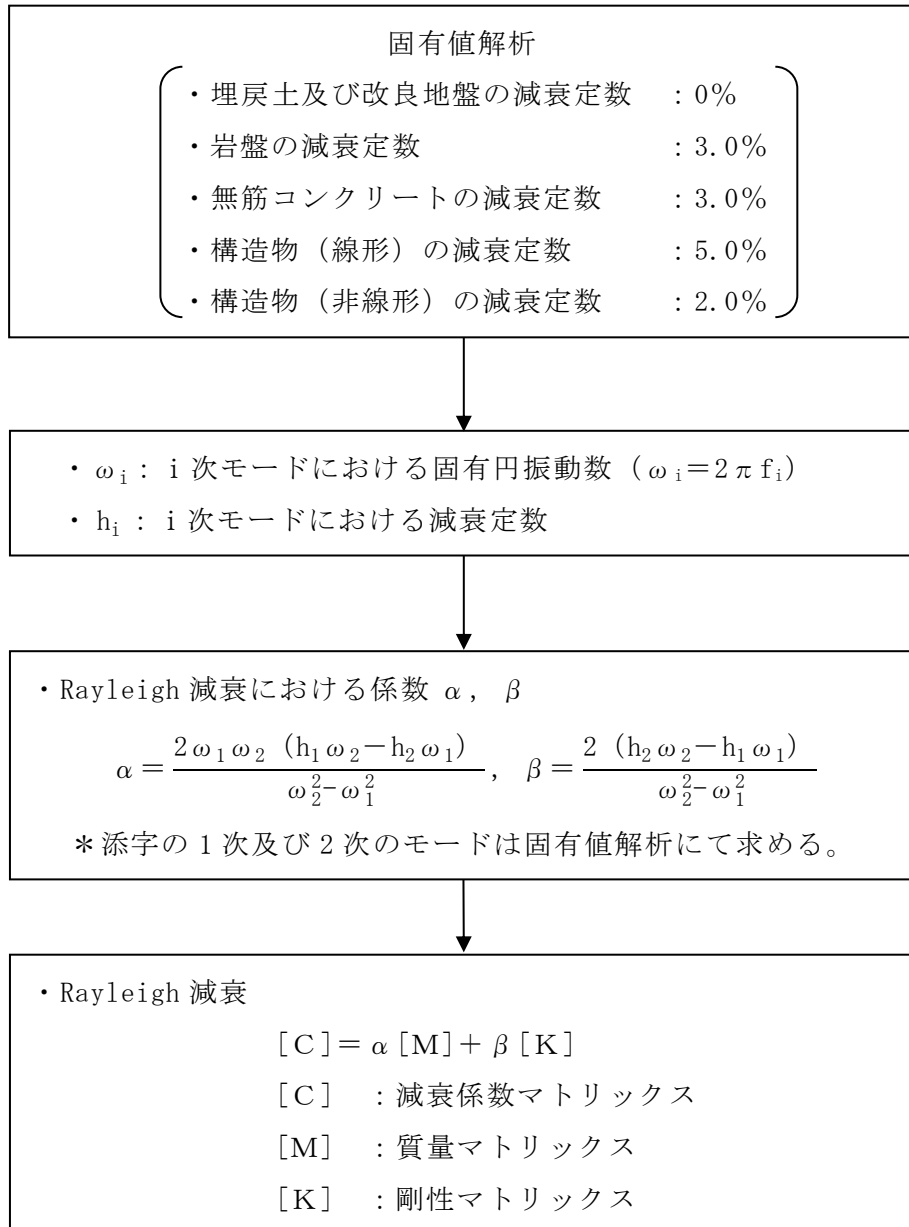 固有値解析
・埋戻土及び改良地盤の減衰定数 :0%
・岩盤の減衰定数 :3.0%
・無筋コンクリートの減衰定数 :3.0%
・構造物(線形)の減衰定数 :5.0%
・構造物(非線形)の減衰定数 :2.0%
・ω_i:i次モードにおける固有円振動数(ω_i=2πf_i)
・h_i:i次モードにおける減衰定数
・Rayleigh減衰における係数α,β
α=2ω_1ω_2(h_1ω_2-h_2ω_1)/(ω_2^2-ω_1^2),β=2(h_2ω_2-h_1ω_1)/(ω_2^2-ω_1^2)
*添字の1次及び2次のモードは固有値解析にて求める。
・Rayleigh減衰
[C]=α[M]+β[K]
[C] :減衰係数マトリックス
[M] :質量マトリックス
[K] :剛性マトリックス